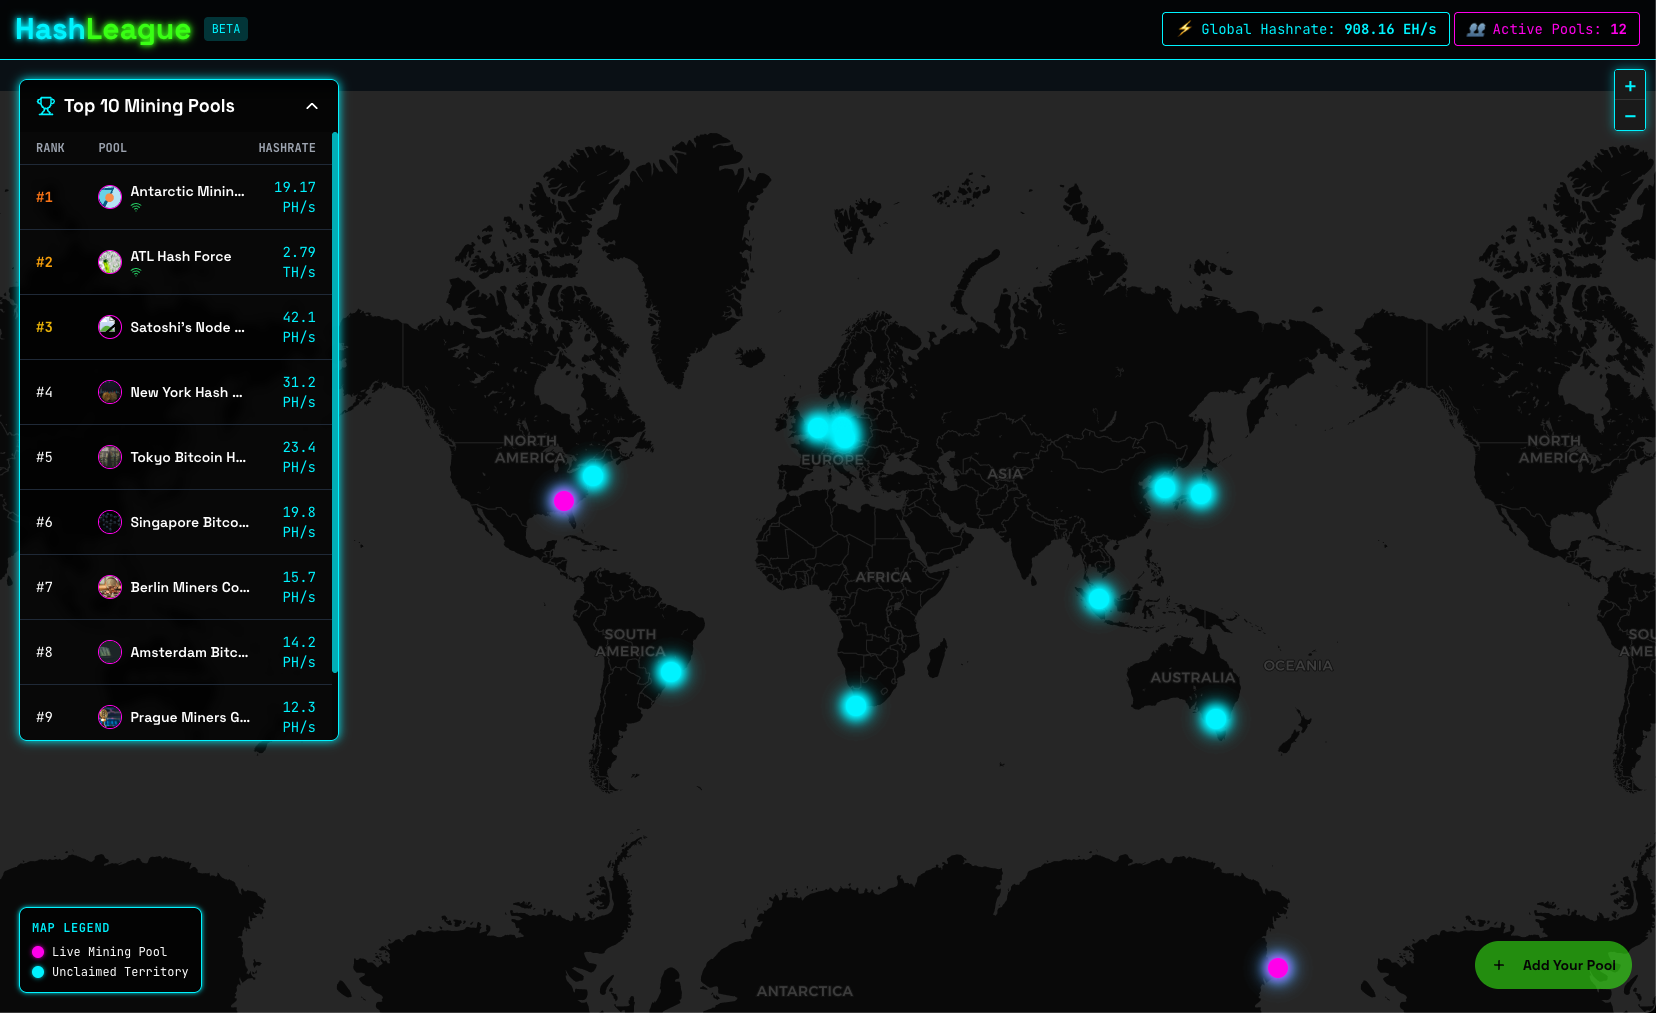 HashLeague BETA
⚡ Global Hashrate: 908.16 EH/s
👥 Active Pools: 12
Top 10 Mining Pools
RANK POOL HASHRATE
#1 Antarctic Minin... 19.17 PH/s
#2 ATL Hash Force 2.79 TH/s
#3 Satoshi's Node ... 42.1 PH/s
#4 New York Hash ... 31.2 PH/s
#5 Tokyo Bitcoin H... 23.4 PH/s
#6 Singapore Bitco... 19.8 PH/s
#7 Berlin Miners Co... 15.7 PH/s
#8 Amsterdam Bitc... 14.2 PH/s
#9 Prague Miners G... 12.3 PH/s
+
−
NORTH
AMERICA
EUROPE
ASIA
NORTH
AMERICA
AFRICA
SOUTH
AMERICA
AUSTRALIA
OCEANIA
SOU
AME
ANTARCTICA
MAP LEGEND
Live Mining Pool
Unclaimed Territory
+ Add Your Pool